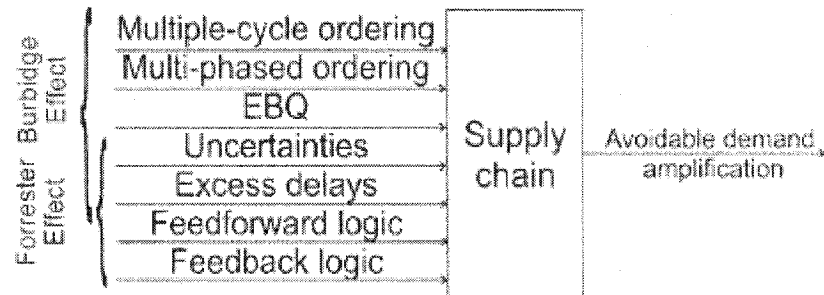 Burbidge
Effect
Forrester
Effect
Multiple-cycle ordering
Multi-phased ordering
EBQ
Uncertainties
Excess delays
Feedforward logic
Feedback logic
Supply
chain
Avoidable demand
amplification